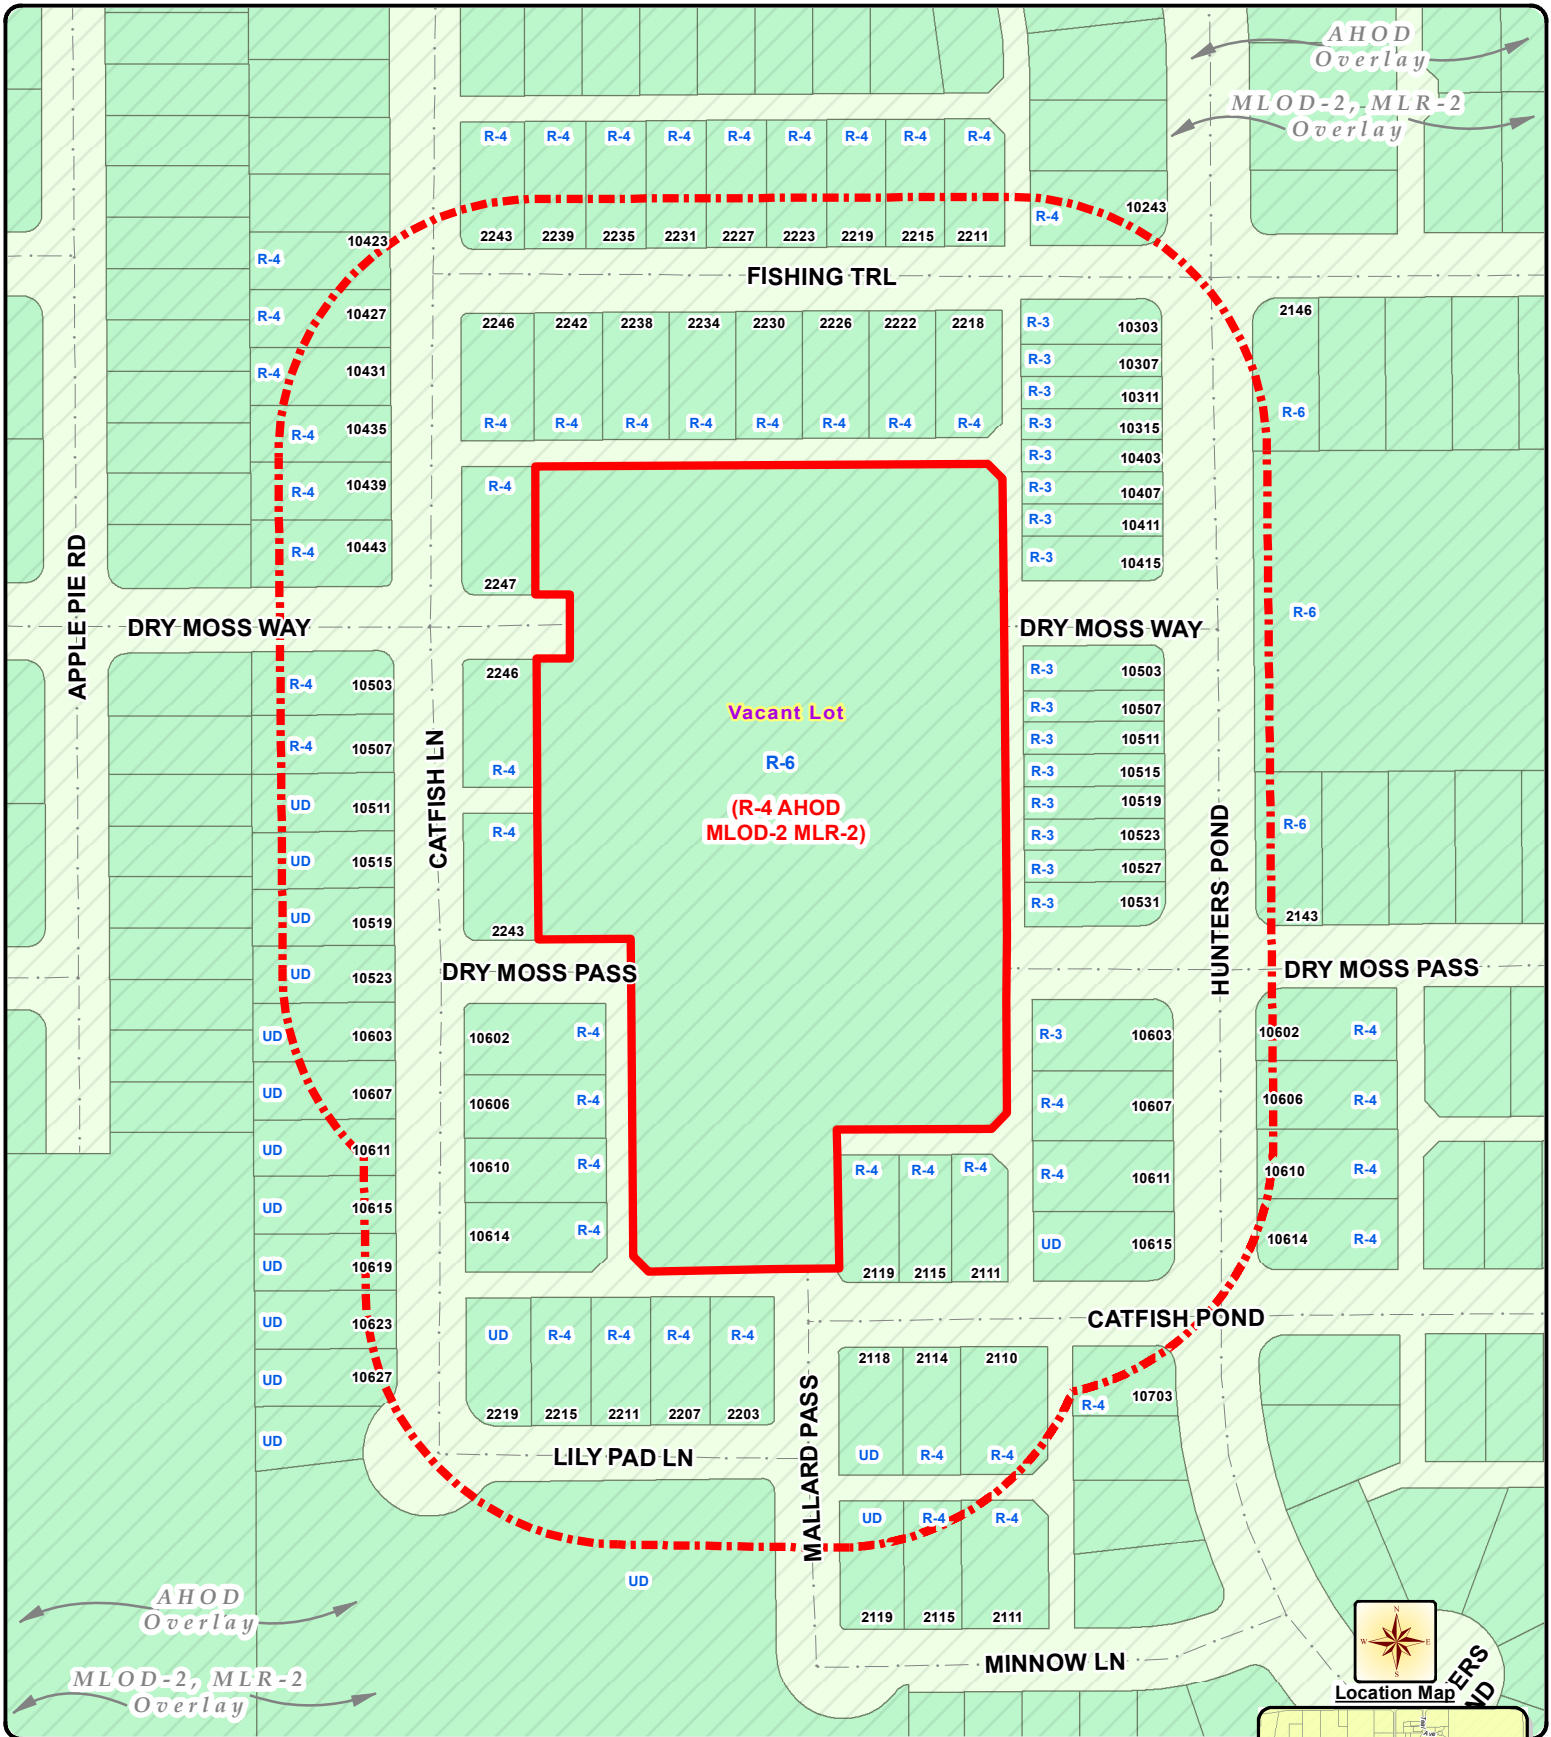 AHOD
Overlay
MLOD-2, MLR-2
Overlay
R-4 R-4 R-4 R-4 R-4 R-4 R-4 R-4 R-4
10243
R-4
2243 2239 2235 2231 2227 2223 2219 2215 2211
10423
R-4
FISHING TRL
10427
R-4
2246 2242 2238 2234 2230 2226 2222 2218
2146
R-3 10303
R-3 10307
R-4 10431
R-3 10311
R-6
R-4 R-4 R-4 R-4 R-4 R-4 R-4 R-4
R-3 10315
R-4 10435
R-3 10403
R-4 10439
R-4
R-3 10407
R-3 10411
R-4 10443
R-3 10415
2247
R-6
APPLE PIE RD
DRY MOSS WAY
DRY MOSS WAY
2246
R-4 10503
R-3 10503
R-3 10507
Vacant Lot
R-4 10507
R-3 10511
R-6
R-4
R-3 10515
UD 10511
(R-4 AHOD
MLOD-2 MLR-2)
R-3 10519
CATFISH LN
R-4
R-3 10523
R-6
HUNTERS POND
UD 10515
R-3 10527
R-3 10531
UD 10519
2243
2143
DRY MOSS PASS
DRY MOSS PASS
UD 10523
UD 10603
10602 R-4
R-3 10603
10602 R-4
UD 10607
10606 R-4
R-4 10607
10606 R-4
UD 10611
10610 R-4
R-4 R-4 R-4
R-4 10611
10610 R-4
UD 10615
10614 R-4
UD 10615
10614 R-4
UD 10619
2119 2115 2111
CATFISH POND
UD 10623
UD R-4 R-4 R-4 R-4
2118 2114 2110
UD 10627
2219 2215 2211 2207 2203
R-4 10703
UD
LILY PAD LN
MALLARD PASS
UD R-4 R-4
UD R-4 R-4
UD
2119 2115 2111
AHOD
Overlay
MLOD-2, MLR-2
Overlay
MINNOW LN
N
W E
S
Location Map
ERS
ND